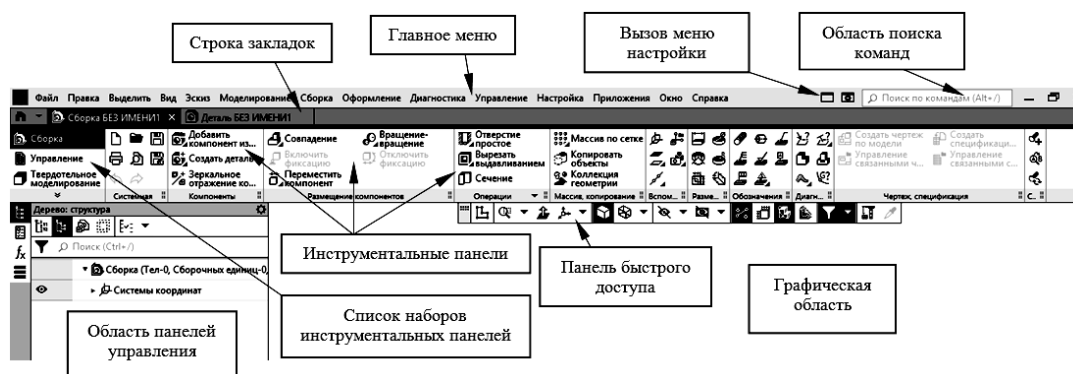 Строка закладок
Главное меню
Вызов меню
настройки
Область поиска
команд
Файл Правка Выделить Вид Эскиз Моделирование Сборка Оформление Диагностика Управление Настройка Приложения Окно Справка
Поиск по командам (Alt+/)
Сборка БЕЗ ИМЕНИ1 × Деталь БЕЗ ИМЕНИ1
Сборка
Управление
Твердотельное
моделирование
Системная
Добавить
компонент из...
Создать деталь
Зеркальное
отражение ко...
Компоненты
Совпадение
Включить
фиксацию
Переместить
компонент
Вращение-
вращение
Отключить
фиксацию
Размещение компонентов
Отверстие
простое
Вырезать
выдавливанием
Сечение
Операции
Массив по сетке
Копировать
объекты
Коллекция
геометрии
Массив, копирование
Вспом...
Разме...
Обозначения
Диагн...
Создать чертеж
по модели
Управление
связанными ч...
Создать
спецификаци...
Управление
связанными с...
Чертеж, спецификация
С...
Дерево: структура
Поиск (Ctrl+/)
Сборка (Тел-0, Сборочных единиц-0,
Системы координат
fx
Инструментальные панели
Панель быстрого
доступа
Графическая
область
Список наборов
инструментальных панелей
Область панелей
управления